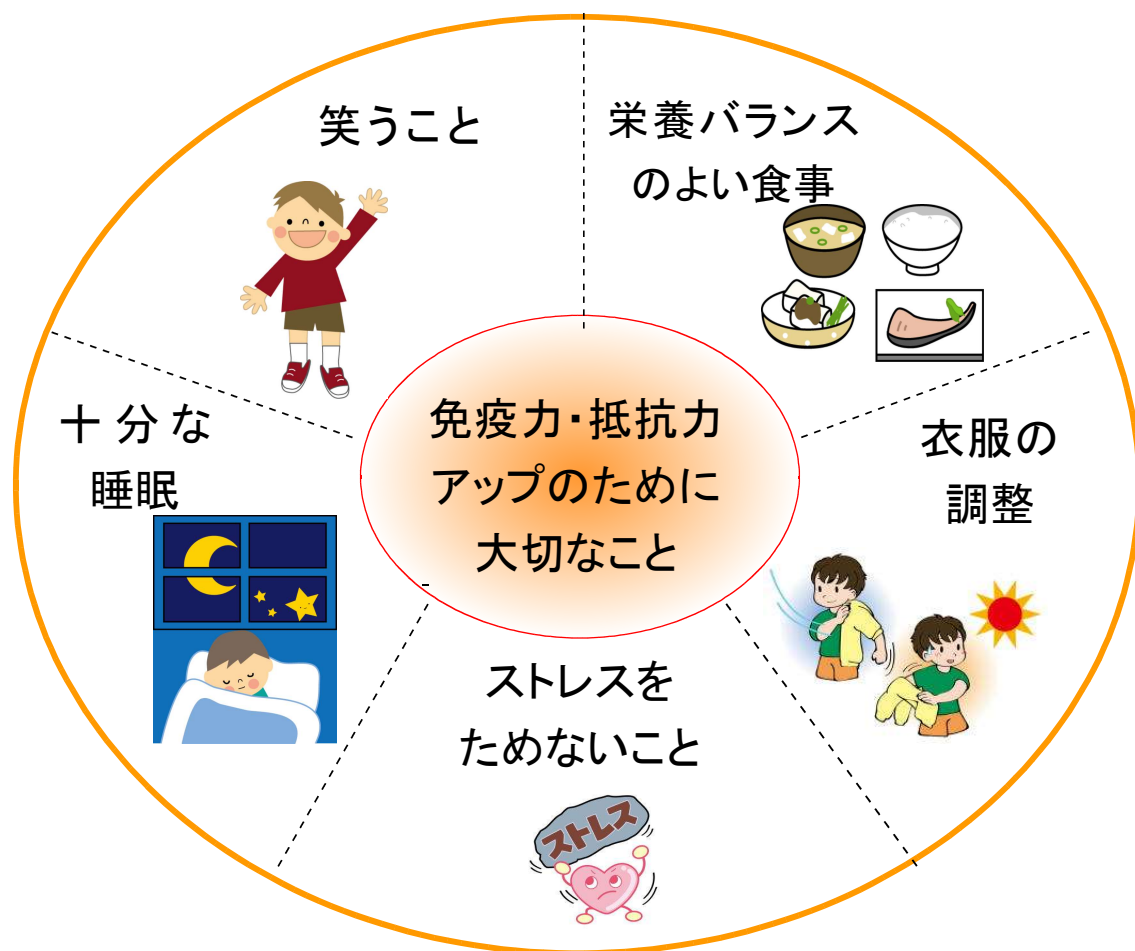 笑うこと
栄養バランス
のよい食事
十分な
睡眠
免疫力・抵抗力
アップのために
大切なこと
衣服の
調整
ストレスを
ためないこと
ストレス